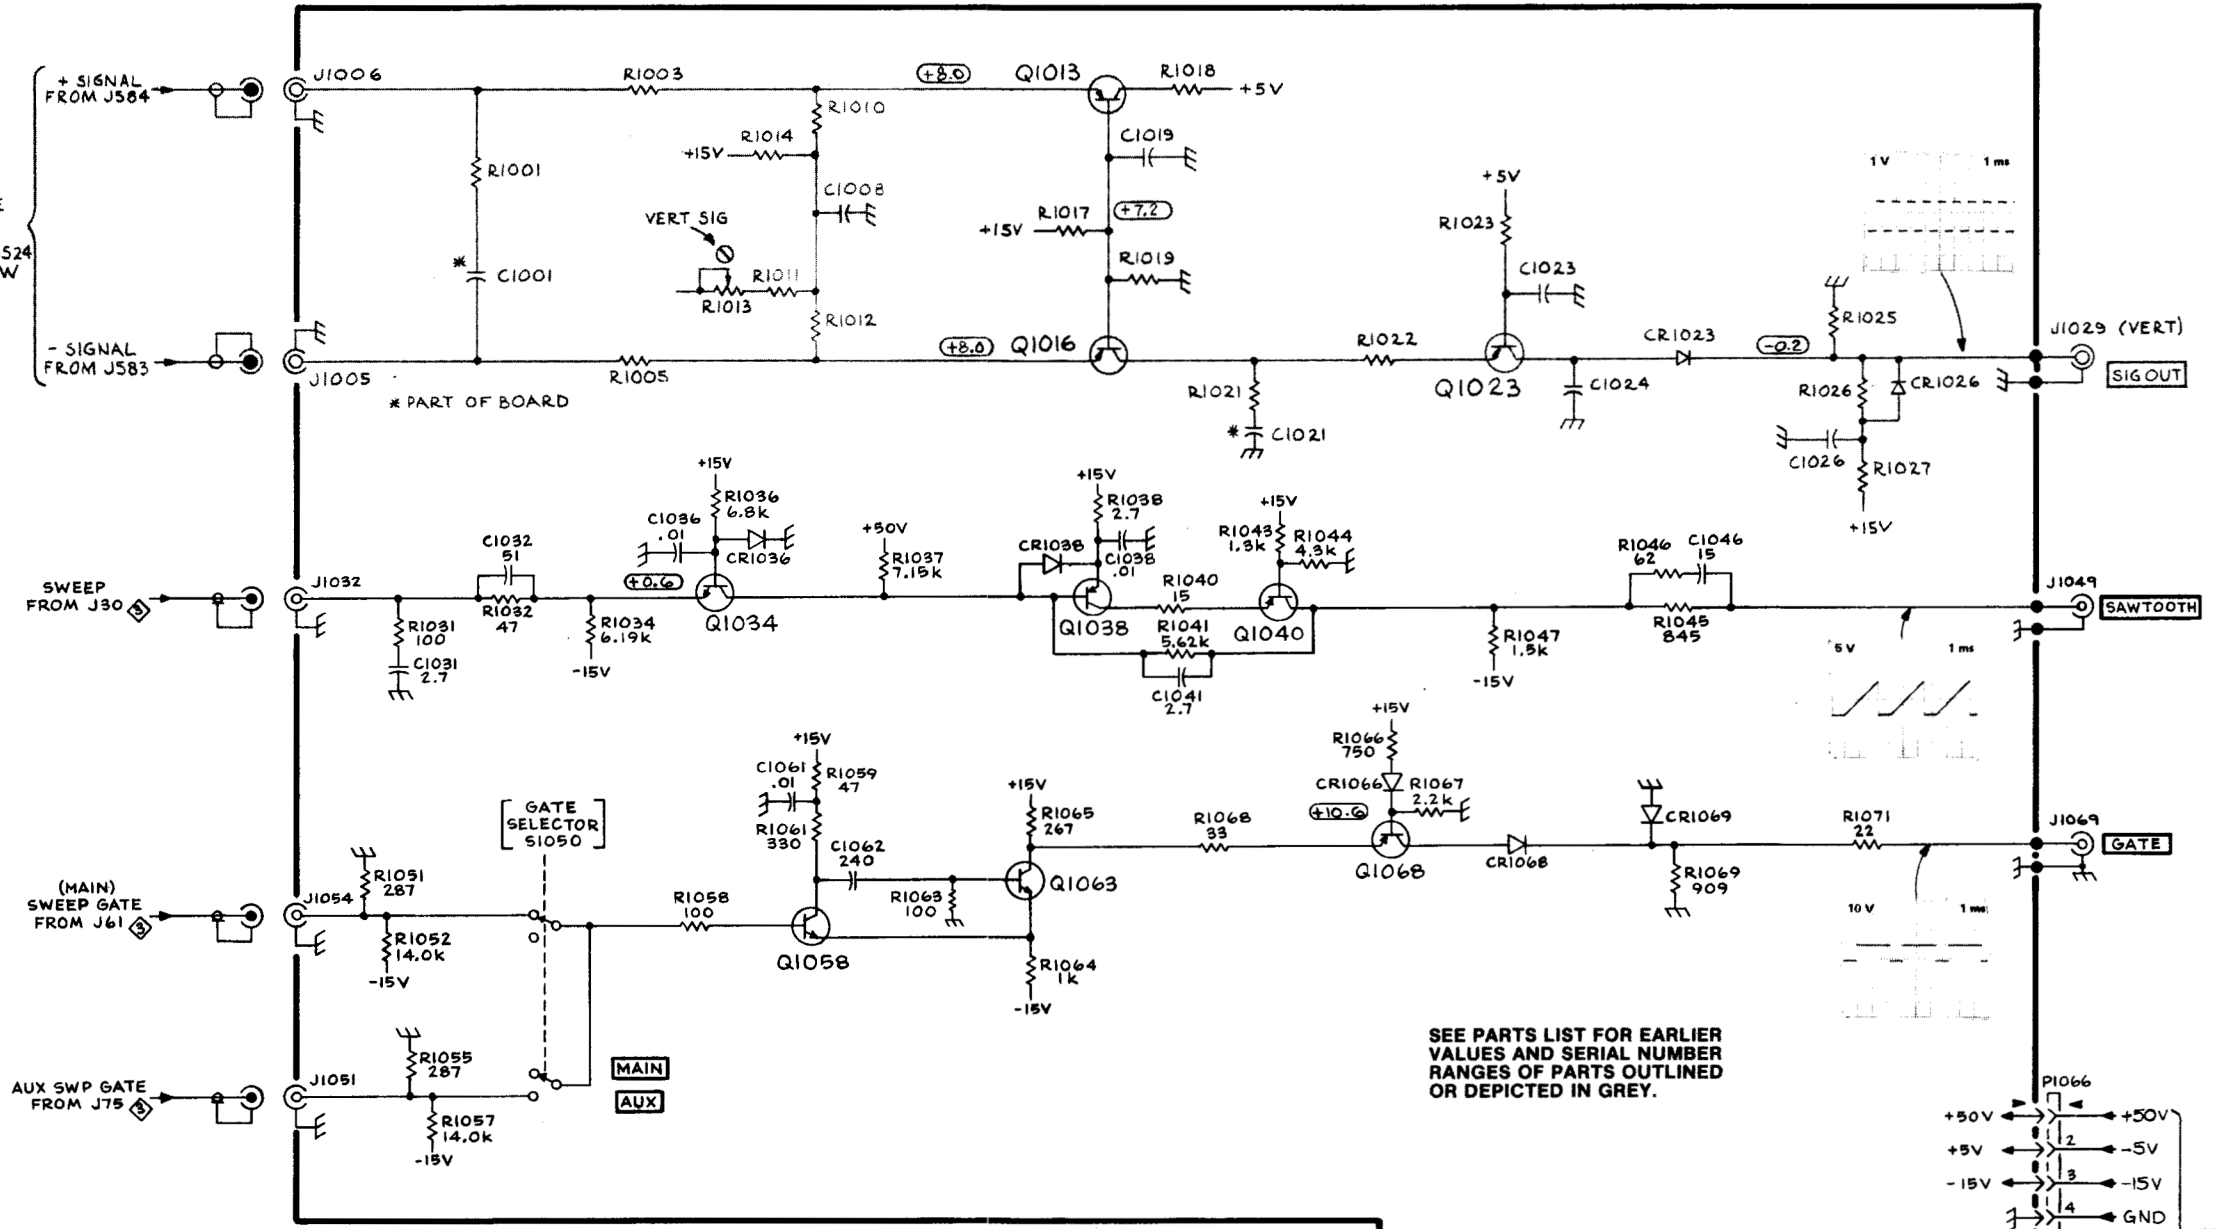 + SIGNAL
FROM J584
J1006
R1003
+8.0
Q1013
R1018
+5V
R1010
R1014
+15V
C1019
R1001
C1008
1 V
1 ms
+5V
VERT SIG
R1017
+7.2
+15V
R1023
524
W
* C1001
R1011
R1013
R1019
C1023
R1012
R1025
J1029 (VERT)
- SIGNAL
FROM J583
J1005
R1005
+8.0
Q1016
R1022
Q1023
CR1023
-0.2
SIG OUT
* PART OF BOARD
R1021
C1024
R1026
CR1026
* C1021
C1026
R1027
+15V
+15V
R1036
6.8K
C1036
.01
CR1036
+50V
R1037
7.15K
+15V
R1038
2.7
CR1038
C1038
.01
+15V
R1043
1.3K
R1044
4.3K
C1032
51
R1046
62
C1046
15
SWEEP
FROM J30 3
J1032
R1032
47
+0.6
Q1034
R1040
15
Q1038
Q1040
J1049
SAWTOOTH
R1031
100
C1031
2.7
R1034
6.19K
-15V
R1041
5.62K
C1041
2.7
R1047
1.5K
-15V
R1045
845
5 V
1 ms
+15V
R1066
750
+15V
C1061
.01
R1059
47
CR1066
R1067
2.2K
+10.6
+15V
R1065
267
[GATE
SELECTOR
S1050]
R1061
330
C1062
240
R1068
33
CR1069
R1071
22
J1069
GATE
Q1068
CR1068
R1069
909
R1063
100
Q1063
(MAIN)
SWEEP GATE
FROM J61 3
J1054
R1051
287
R1052
14.0K
-15V
R1058
100
Q1058
R1064
1K
-15V
10 V
1 ms
SEE PARTS LIST FOR EARLIER
VALUES AND SERIAL NUMBER
RANGES OF PARTS OUTLINED
OR DEPICTED IN GREY.
AUX SWP GATE
FROM J75 3
J1051
R1055
287
R1057
14.0K
-15V
MAIN
AUX
P1066
+50V
+50V
+5V
2
-5V
-15V
3
-15V
4
GND